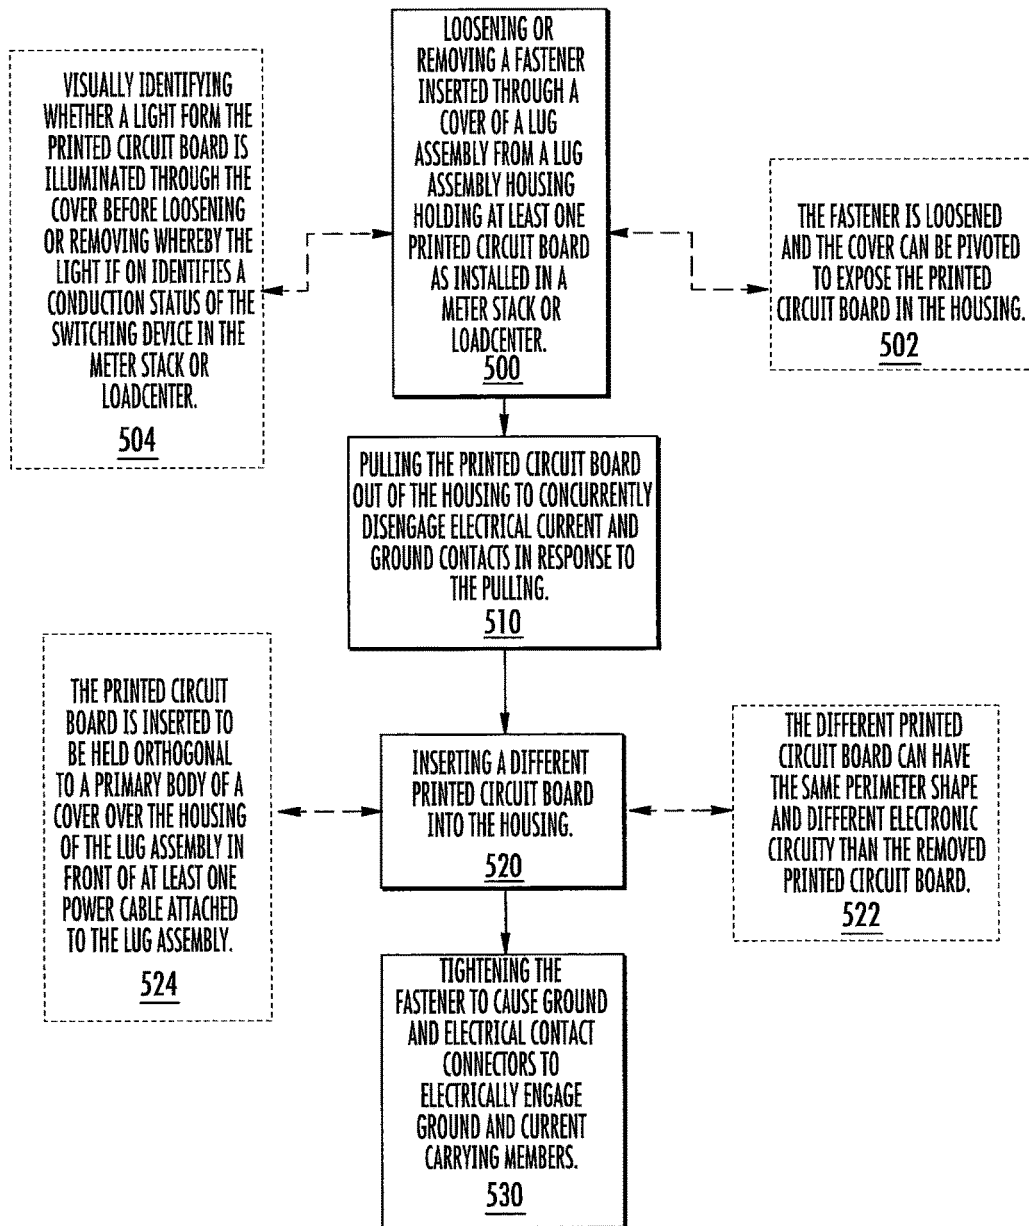 LOOSENING OR
REMOVING A FASTENER
INSERTED THROUGH A
COVER OF A LUG
ASSEMBLY FROM A LUG
ASSEMBLY HOUSING
HOLDING AT LEAST ONE
PRINTED CIRCUIT BOARD
AS INSTALLED IN A
METER STACK OR
LOADCENTER.
500
VISUALLY IDENTIFYING
WHETHER A LIGHT FORM THE
PRINTED CIRCUIT BOARD IS
ILLUMINATED THROUGH THE
COVER BEFORE LOOSENING
OR REMOVING WHEREBY THE
LIGHT IF ON IDENTIFIES A
CONDUCTION STATUS OF THE
SWITCHING DEVICE IN THE
METER STACK OR
LOADCENTER.
504
THE FASTENER IS LOOSENED
AND THE COVER CAN BE PIVOTED
TO EXPOSE THE PRINTED
CIRCUIT BOARD IN THE HOUSING.
502
PULLING THE PRINTED CIRCUIT BOARD
OUT OF THE HOUSING TO CONCURRENTLY
DISENGAGE ELECTRICAL CURRENT AND
GROUND CONTACTS IN RESPONSE TO
THE PULLING.
510
THE PRINTED CIRCUIT
BOARD IS INSERTED TO
BE HELD ORTHOGONAL
TO A PRIMARY BODY OF A
COVER OVER THE HOUSING
OF THE LUG ASSEMBLY IN
FRONT OF AT LEAST ONE
POWER CABLE ATTACHED
TO THE LUG ASSEMBLY.
524
INSERTING A DIFFERENT
PRINTED CIRCUIT BOARD
INTO THE HOUSING.
520
THE DIFFERENT PRINTED
CIRCUIT BOARD CAN HAVE
THE SAME PERIMETER SHAPE
AND DIFFERENT ELECTRONIC
CIRCUITY THAN THE REMOVED
PRINTED CIRCUIT BOARD.
522
TIGHTENING THE
FASTENER TO CAUSE GROUND
AND ELECTRICAL CONTACT
CONNECTORS TO
ELECTRICALLY ENGAGE
GROUND AND CURRENT
CARRYING MEMBERS.
530